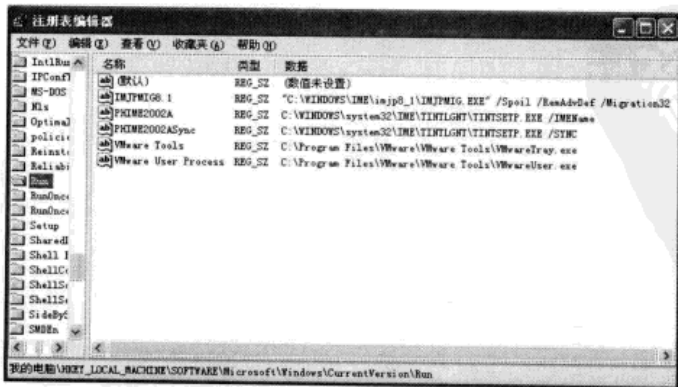 注册表编辑器
文件(F) 编辑(E) 查看(V) 收藏夹(A) 帮助(H)
IntlRun
IPConfT
MS-DOS
Nls
Optimal
policie
Reinst
Reliabi
Run
RunOnce
RunOnce
Setup
SharedD
Shell E
ShellCo
ShellSe
ShellSe
SideByS
SMDEn
名称 类型 数据
(默认) REG_SZ (数值未设置)
IMJPMIG8.1 REG_SZ "C:\WINDOWS\IME\imjp8_1\IMJPMIG.EXE" /Spoil /RemAdvDef /Migration32
PHIME2002A REG_SZ C:\WINDOWS\system32\IME\TINTLGNT\TINTSETP.EXE /IMEName
PHIME2002ASync REG_SZ C:\WINDOWS\system32\IME\TINTLGNT\TINTSETP.EXE /SYNC
VMware Tools REG_SZ C:\Program Files\VMware\VMware Tools\VMwareTray.exe
VMware User Process REG_SZ C:\Program Files\VMware\VMware Tools\VMwareUser.exe
我的电脑\HKEY_LOCAL_MACHINE\SOFTWARE\Microsoft\Windows\CurrentVersion\Run